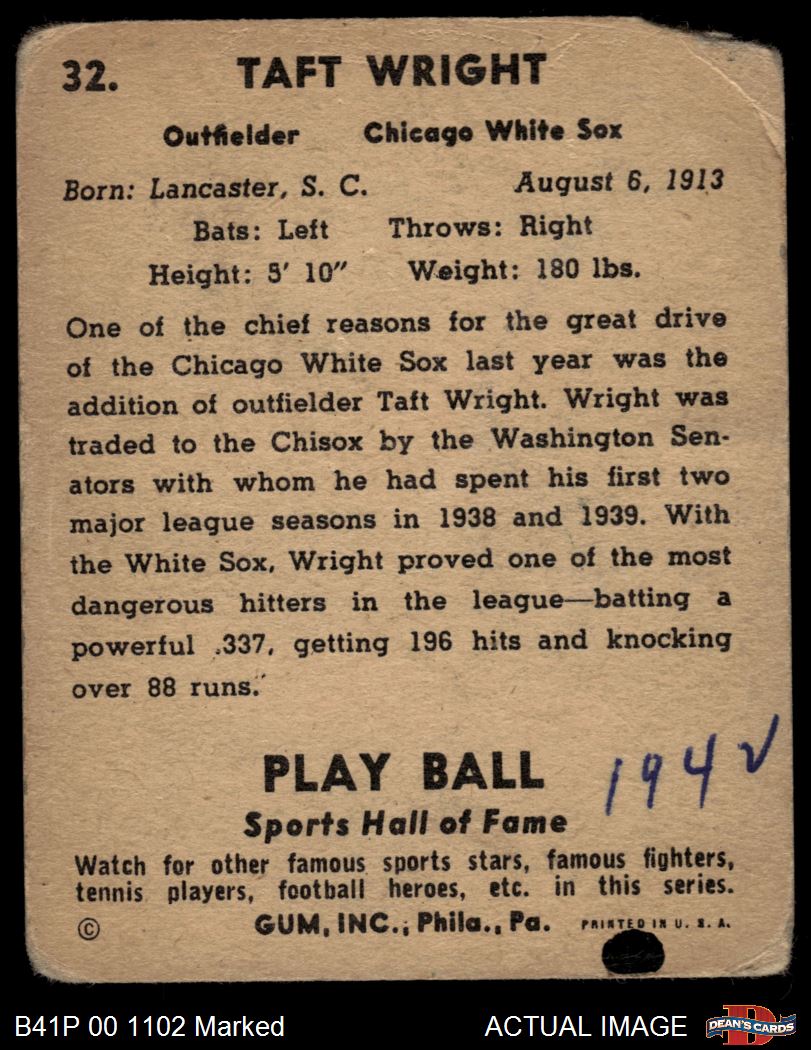 32. TAFT WRIGHT
Outfielder Chicago White Sox
Born: Lancaster, S. C. August 6, 1913
Bats: Left Throws: Right
Height: 5' 10" Weight: 180 lbs.
One of the chief reasons for the great drive
of the Chicago White Sox last year was the
addition of outfielder Taft Wright. Wright was
traded to the Chisox by the Washington Sen-
ators with whom he had spent his first two
major league seasons in 1938 and 1939. With
the White Sox, Wright proved one of the most
dangerous hitters in the league—batting a
powerful .337, getting 196 hits and knocking
over 88 runs.
1942
PLAY BALL
Sports Hall of Fame
Watch for other famous sports stars, famous fighters,
tennis players, football heroes, etc. in this series.
© GUM, INC., Phila., Pa. PRINTED IN U. S. A.
B41P 00 1102 Marked ACTUAL IMAGE DEAN'S CARDS